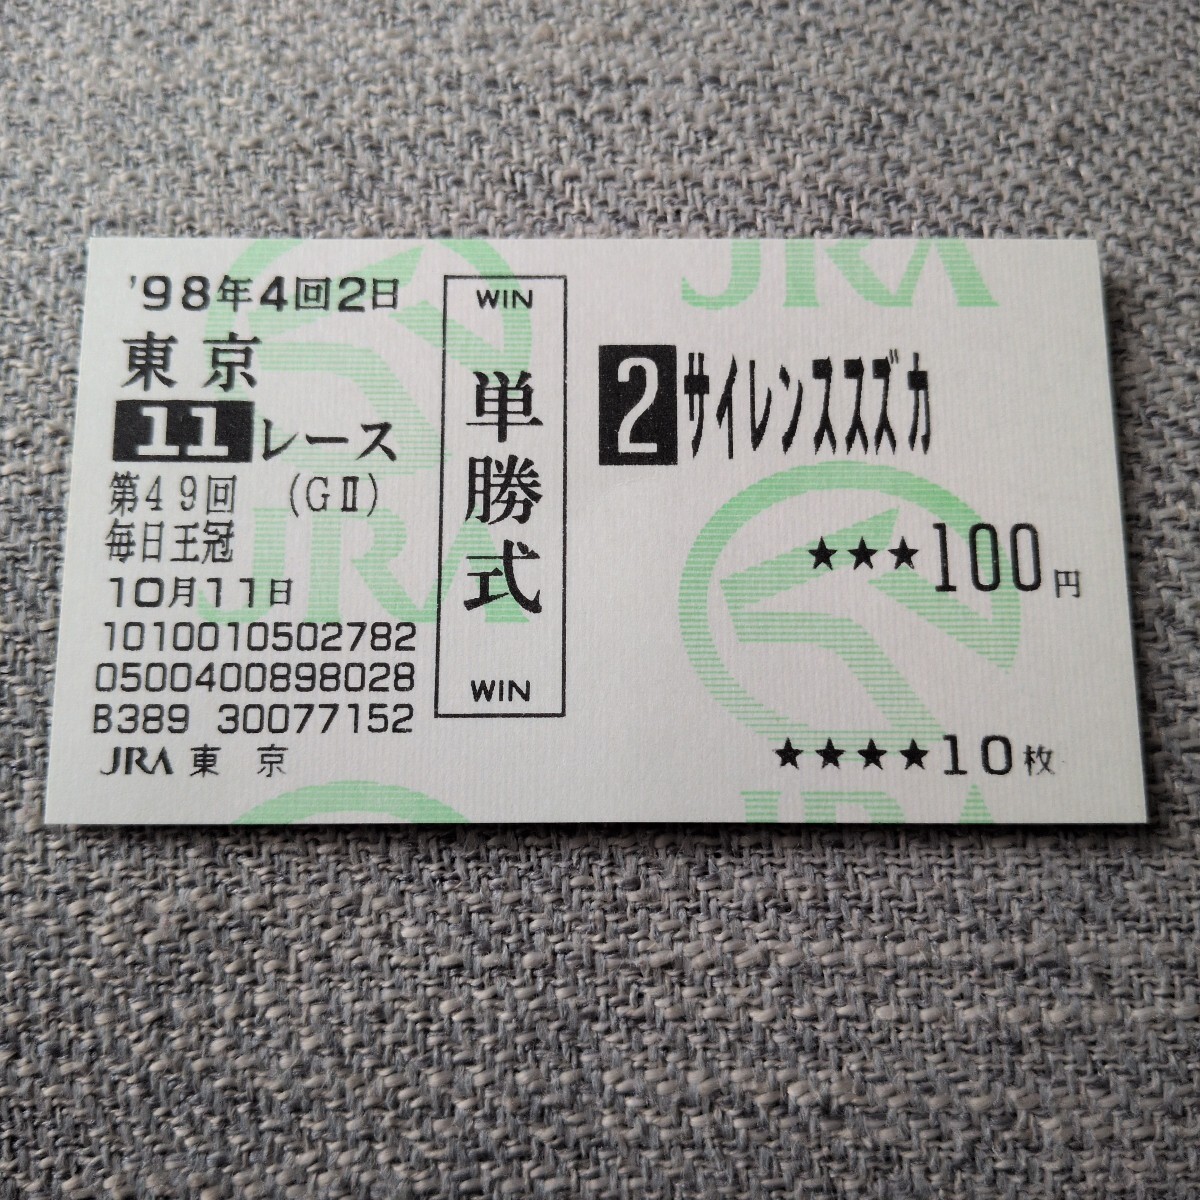 '98年4回2日
東京
11レース
第49回 (GⅡ)
毎日王冠
10月11日
1010010502782
0500400898028
B389 30077152
JRA 東 京
WIN
単勝式
WIN
2 サイレンススズカ
★★★100円
★★★★10枚
JRA
JRA
JRA